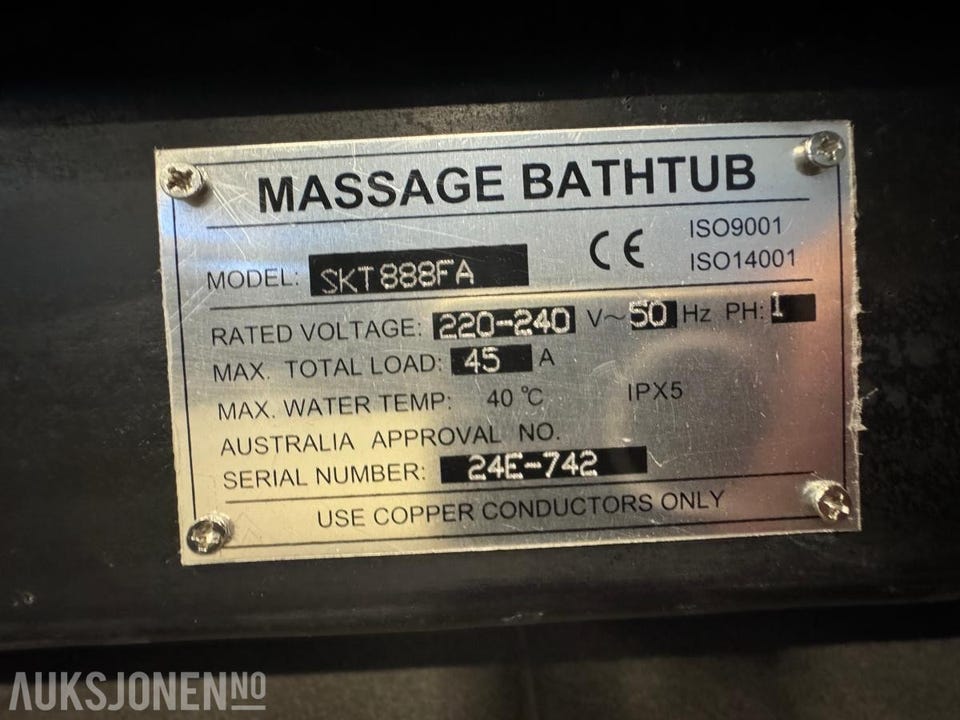 MASSAGE BATHTUB
CE ISO9001
ISO14001
MODEL: SKT888FA
RATED VOLTAGE: 220-240 V~ 50 Hz PH: 1
MAX. TOTAL LOAD: 45 A
MAX. WATER TEMP: 40 ℃ IPX5
AUSTRALIA APPROVAL NO.
SERIAL NUMBER: 24E-742
USE COPPER CONDUCTORS ONLY
AUKSJONEN.NO